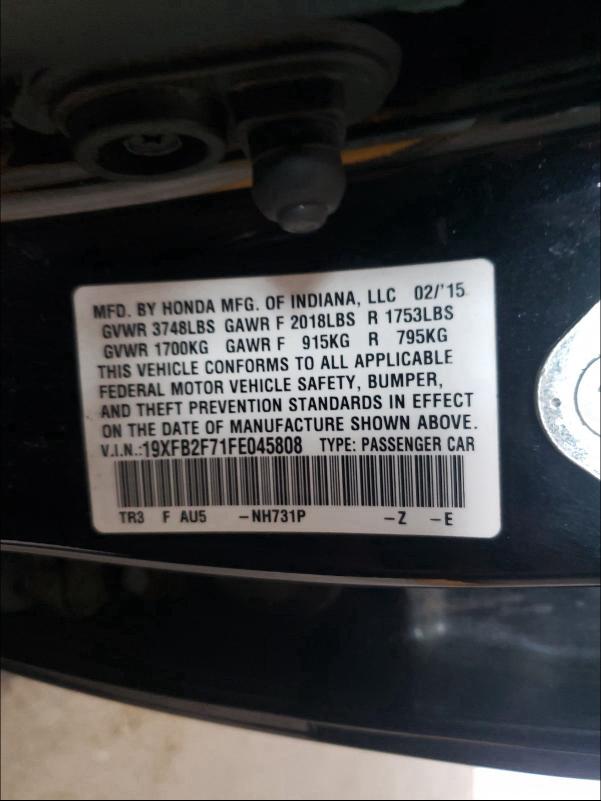 MFD. BY HONDA MFG. OF INDIANA, LLC 02/'15
GVWR 3748LBS GAWR F 2018LBS R 1753LBS
GVWR 1700KG GAWR F 915KG R 795KG
THIS VEHICLE CONFORMS TO ALL APPLICABLE
FEDERAL MOTOR VEHICLE SAFETY, BUMPER,
AND THEFT PREVENTION STANDARDS IN EFFECT
ON THE DATE OF MANUFACTURE SHOWN ABOVE.
V.I.N.:19XFB2F71FE045808 TYPE: PASSENGER CAR
TR3 F AU5 -NH731P -Z -E